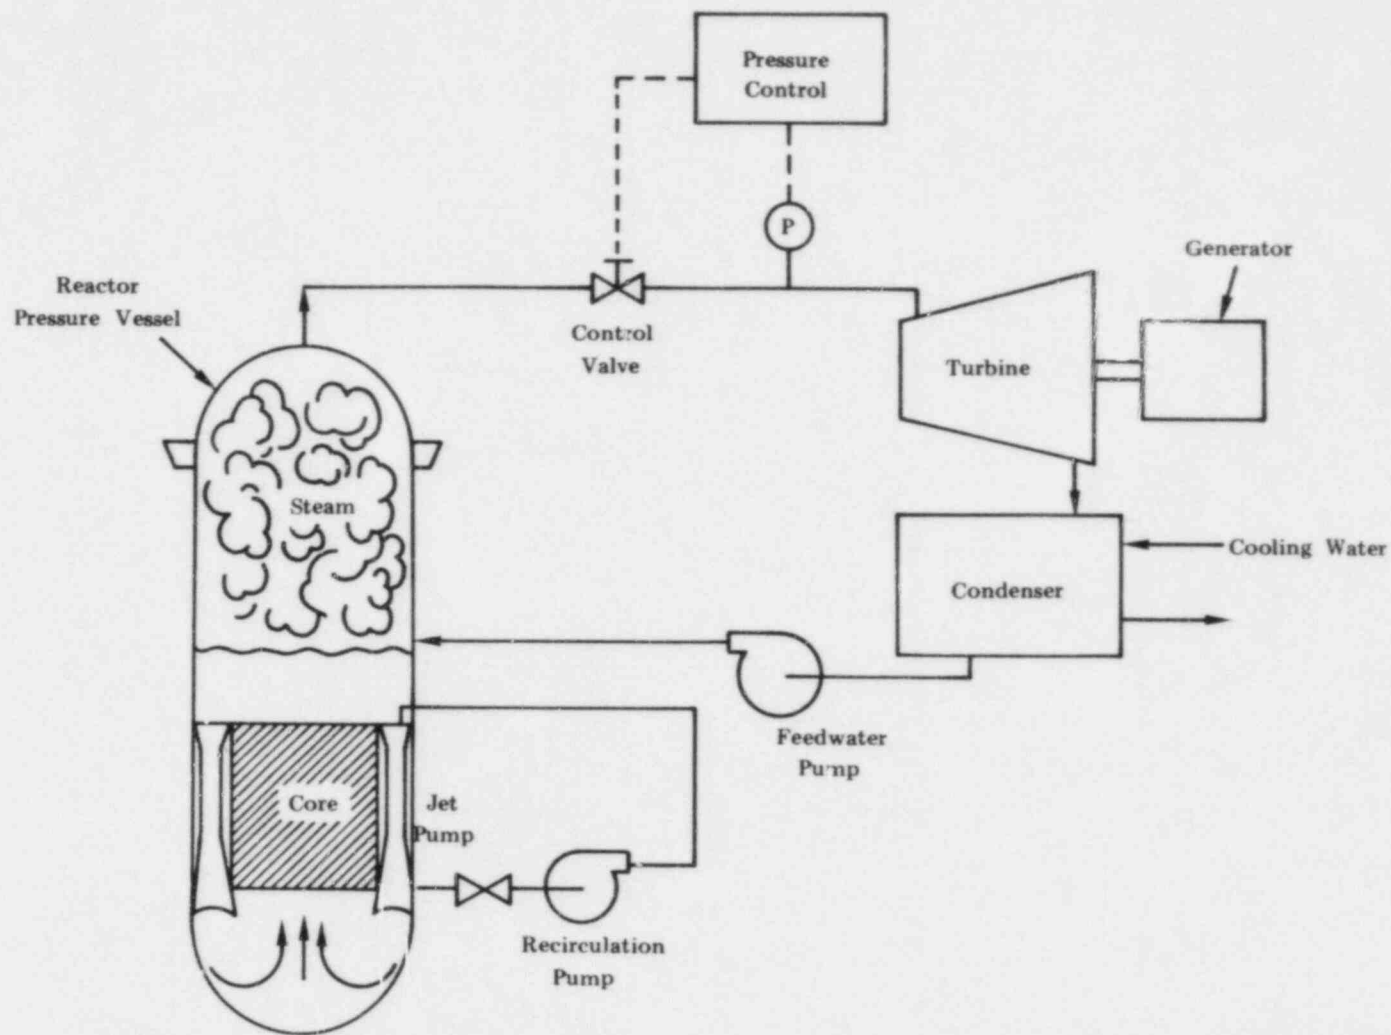 Pressure
Control
P
Generator
Reactor
Pressure Vessel
Control
Valve
Turbine
Steam
Cooling Water
Condenser
Feedwater
Pump
Core
Jet
Pump
Recirculation
Pump